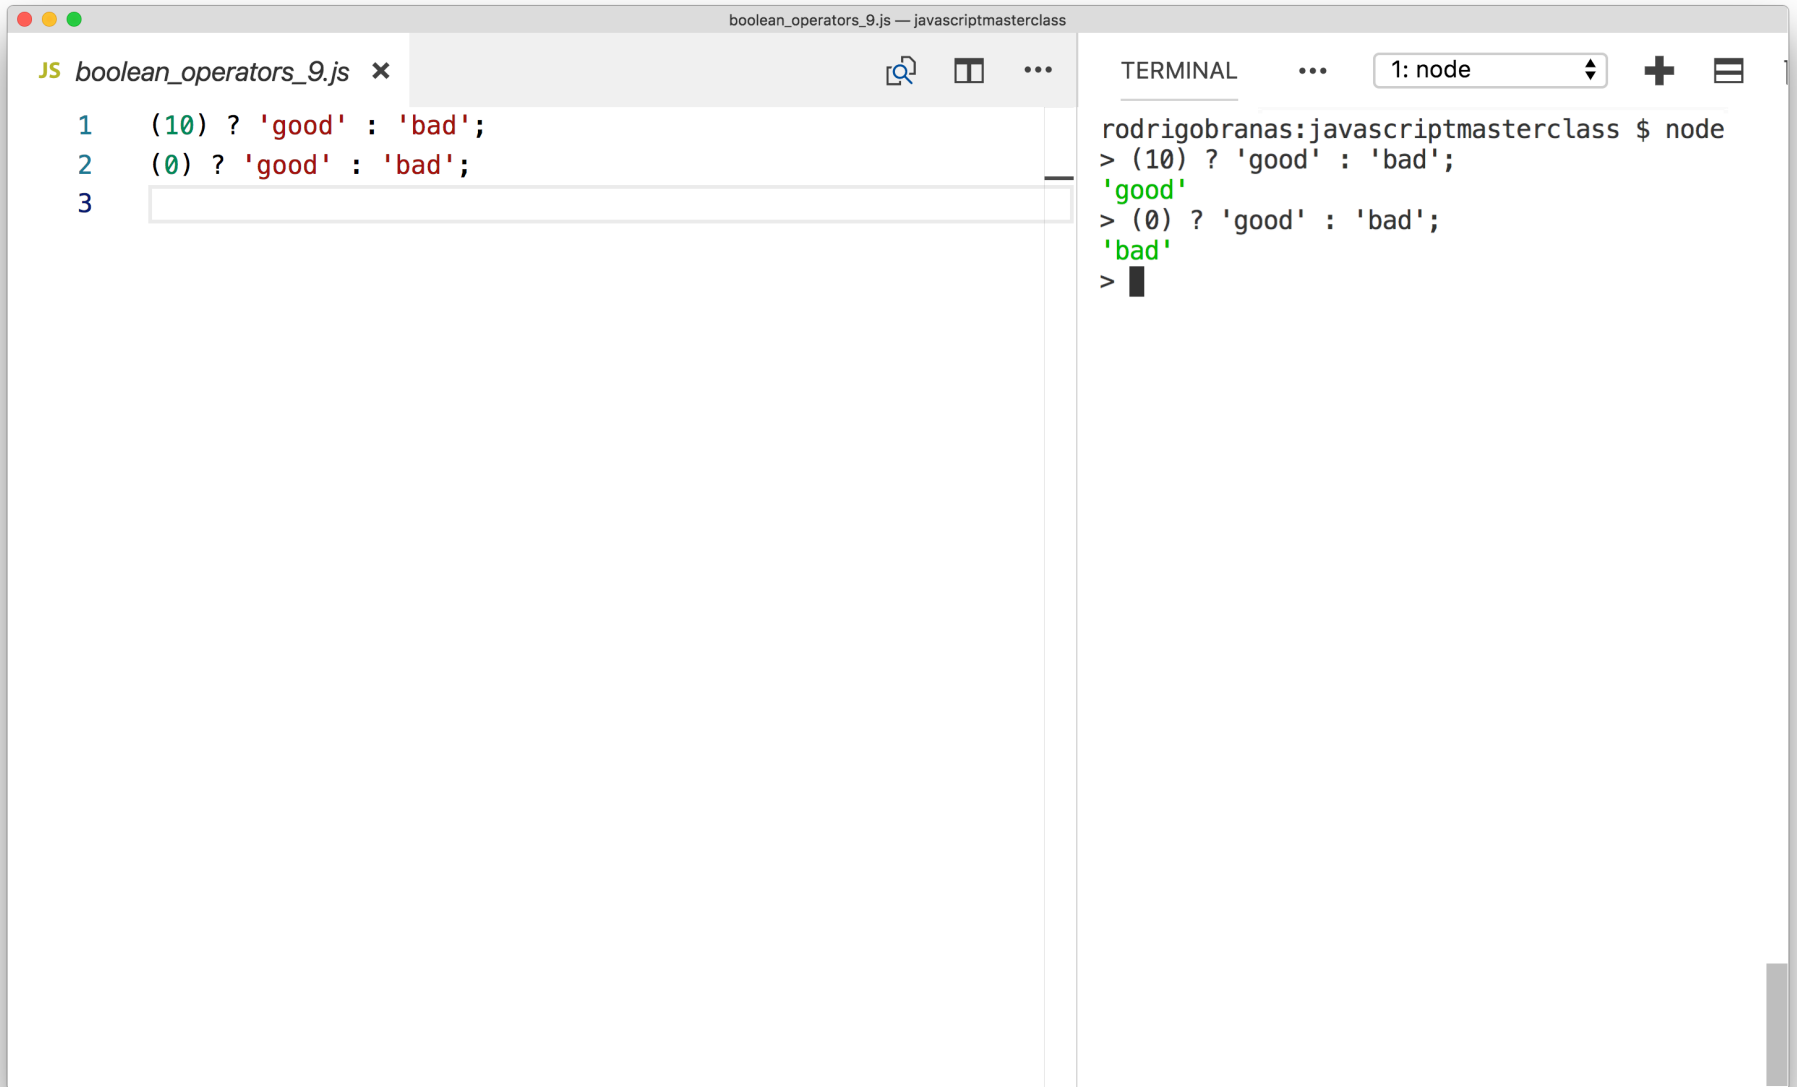 boolean_operators_9.js — javascriptmasterclass
JS boolean_operators_9.js
1 (10) ? 'good' : 'bad';
2 (0) ? 'good' : 'bad';
3
TERMINAL ••• 1: node
rodrigobranas:javascriptmasterclass $ node
> (10) ? 'good' : 'bad';
'good'
> (0) ? 'good' : 'bad';
'bad'
>